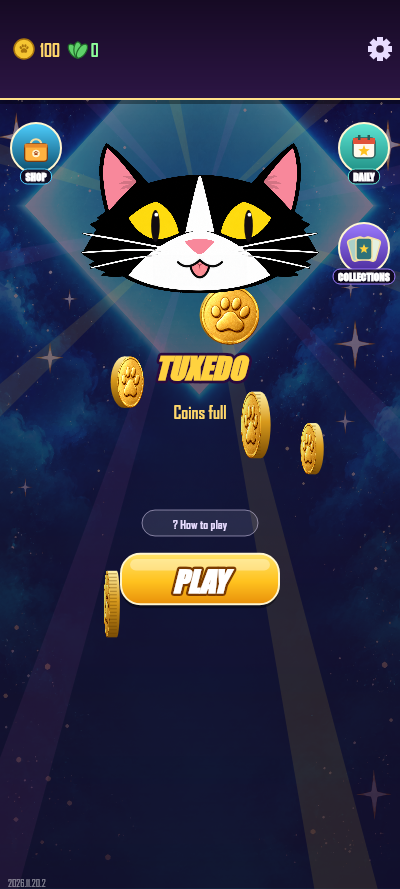 100 0
SHOP
DAILY
COLLECTIONS
TUXEDO
Coins full
? How to play
PLAY
2026.11.20.2